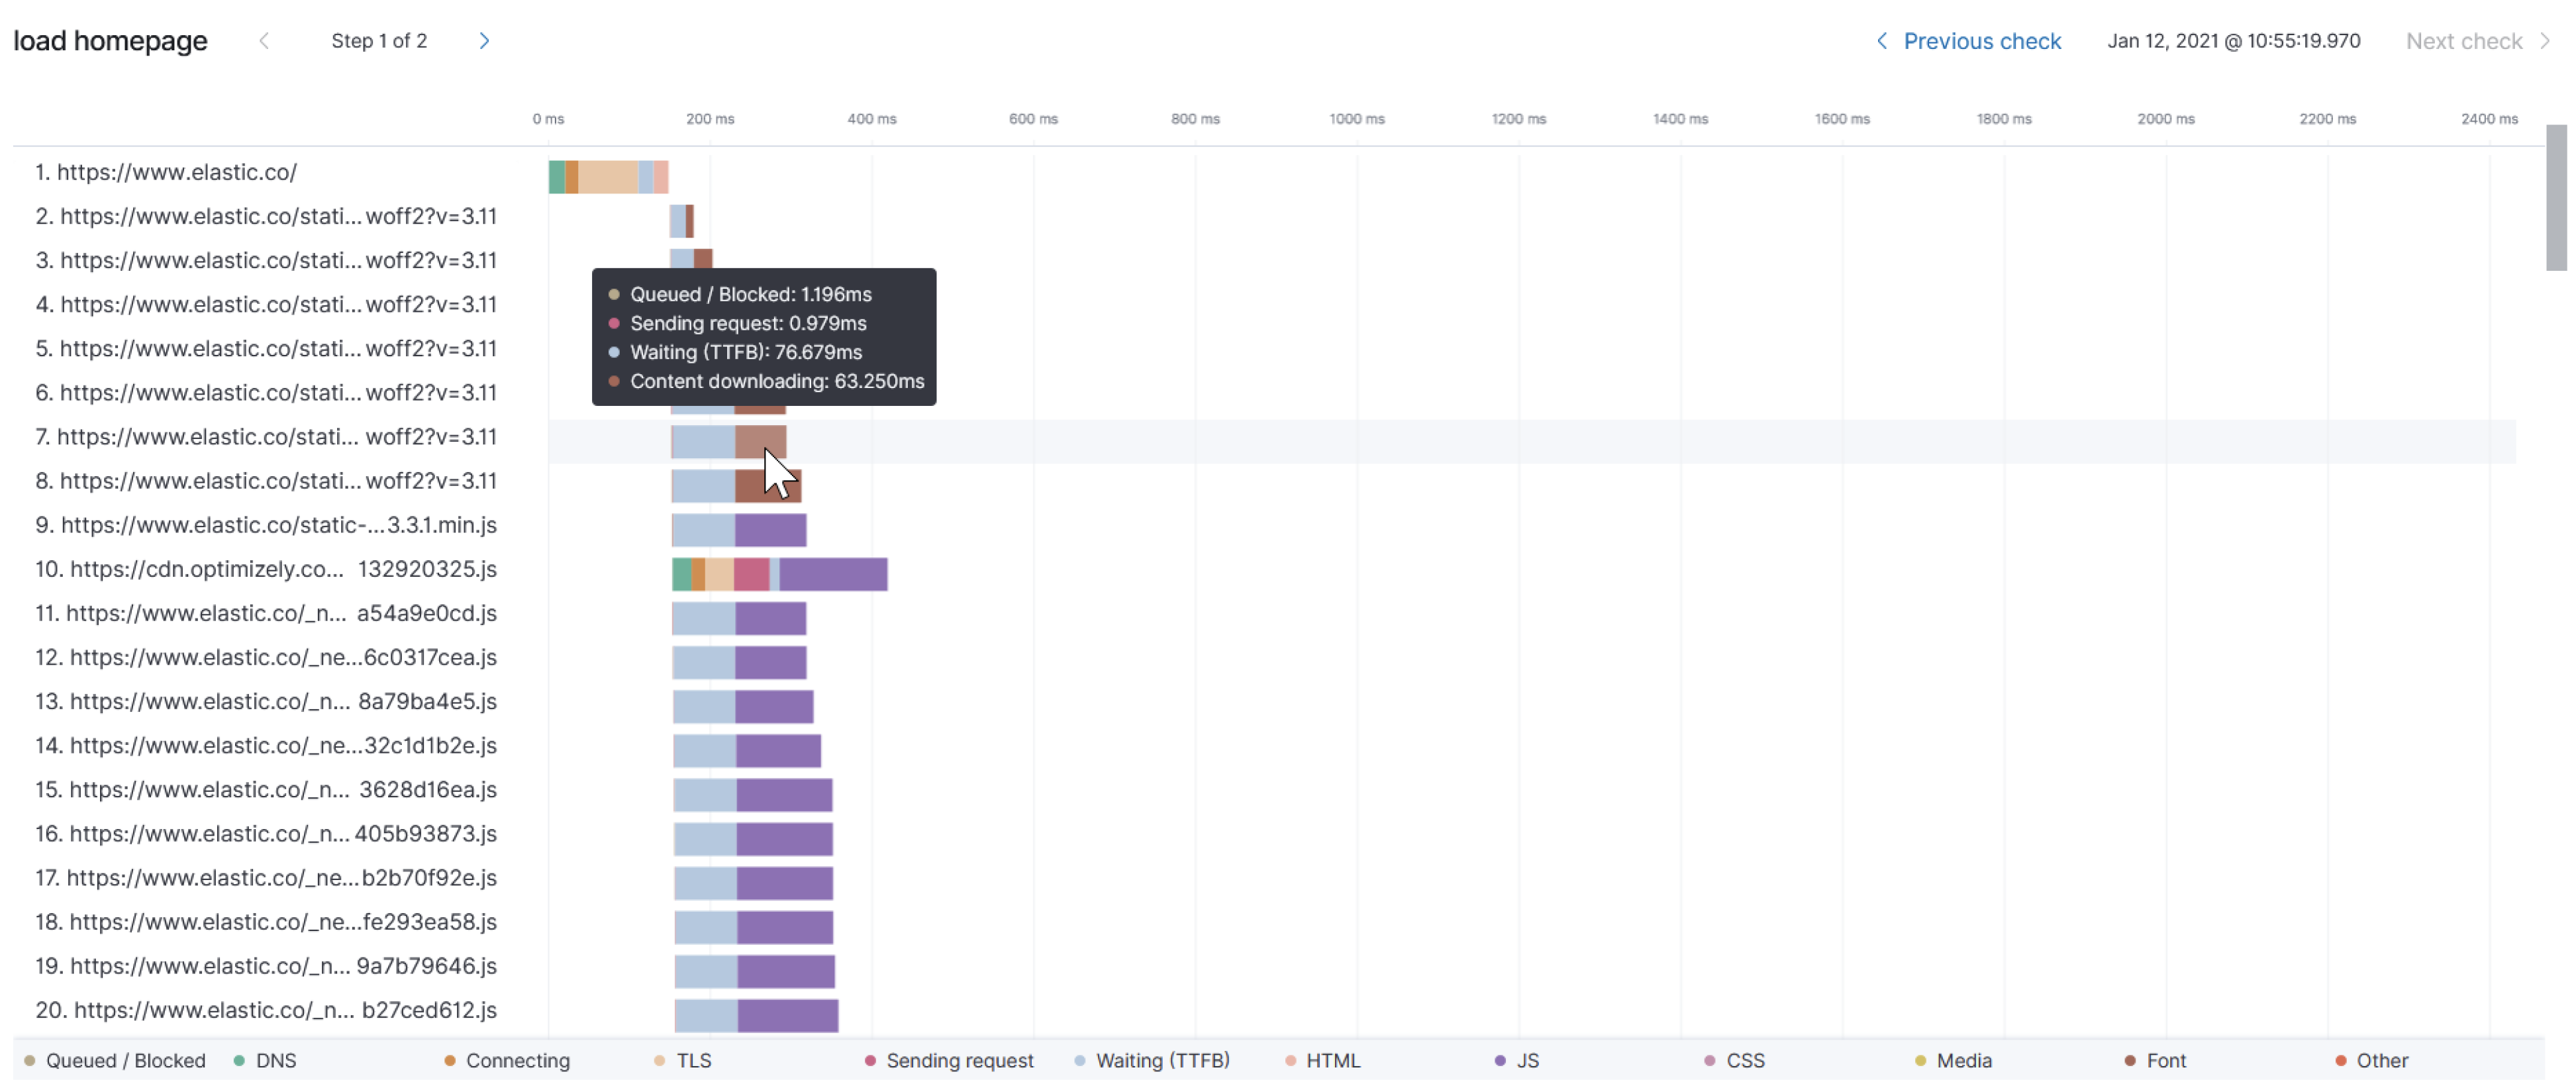 load homepage Step 1 of 2 Previous check Jan 12, 2021 @ 10:55:19.970 Next check
0 ms 200 ms 400 ms 600 ms 800 ms 1000 ms 1200 ms 1400 ms 1600 ms 1800 ms 2000 ms 2200 ms 2400 ms
1. https://www.elastic.co/
2. https://www.elastic.co/stati... woff2?v=3.11
3. https://www.elastic.co/stati... woff2?v=3.11
Queued / Blocked: 1.196ms
4. https://www.elastic.co/stati... woff2?v=3.11
Sending request: 0.979ms
5. https://www.elastic.co/stati... woff2?v=3.11
Waiting (TTFB): 76.679ms
Content downloading: 63.250ms
6. https://www.elastic.co/stati... woff2?v=3.11
7. https://www.elastic.co/stati... woff2?v=3.11
8. https://www.elastic.co/stati... woff2?v=3.11
9. https://www.elastic.co/static-...3.3.1.min.js
10. https://cdn.optimizely.co... 132920325.js
11. https://www.elastic.co/_n... a54a9e0cd.js
12. https://www.elastic.co/_ne...6c0317cea.js
13. https://www.elastic.co/_n... 8a79ba4e5.js
14. https://www.elastic.co/_ne...32c1d1b2e.js
15. https://www.elastic.co/_n... 3628d16ea.js
16. https://www.elastic.co/_n... 405b93873.js
17. https://www.elastic.co/_ne...b2b70f92e.js
18. https://www.elastic.co/_ne...fe293ea58.js
19. https://www.elastic.co/_n... 9a7b79646.js
20. https://www.elastic.co/_n... b27ced612.js
Queued / Blocked DNS Connecting TLS Sending request Waiting (TTFB) HTML JS CSS Media Font Other